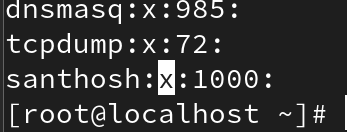 dnsmasq:x:985:
tcpdump:x:72:
santhosh:x:1000:
[root@localhost ~]#